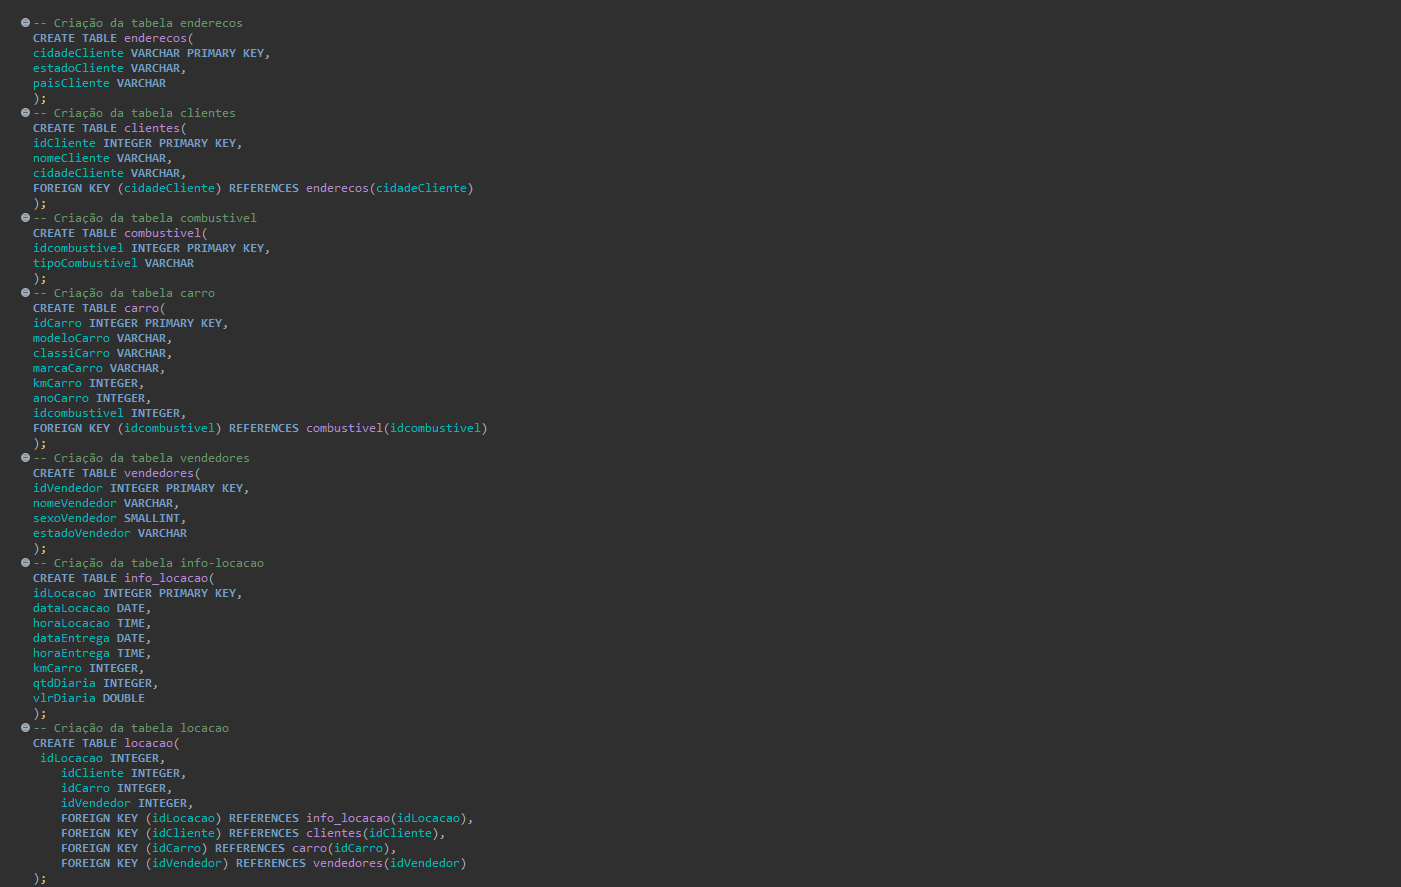 -- Criação da tabela enderecos
CREATE TABLE enderecos(
cidadeCliente VARCHAR PRIMARY KEY,
estadoCliente VARCHAR,
paisCliente VARCHAR
);
-- Criação da tabela clientes
CREATE TABLE clientes(
idCliente INTEGER PRIMARY KEY,
nomeCliente VARCHAR,
cidadeCliente VARCHAR,
FOREIGN KEY (cidadeCliente) REFERENCES enderecos(cidadeCliente)
);
-- Criação da tabela combustivel
CREATE TABLE combustivel(
idcombustivel INTEGER PRIMARY KEY,
tipoCombustivel VARCHAR
);
-- Criação da tabela carro
CREATE TABLE carro(
idCarro INTEGER PRIMARY KEY,
modeloCarro VARCHAR,
classiCarro VARCHAR,
marcaCarro VARCHAR,
kmCarro INTEGER,
anoCarro INTEGER,
idcombustivel INTEGER,
FOREIGN KEY (idcombustivel) REFERENCES combustivel(idcombustivel)
);
-- Criação da tabela vendedores
CREATE TABLE vendedores(
idVendedor INTEGER PRIMARY KEY,
nomeVendedor VARCHAR,
sexoVendedor SMALLINT,
estadoVendedor VARCHAR
);
-- Criação da tabela info-locacao
CREATE TABLE info_locacao(
idLocacao INTEGER PRIMARY KEY,
dataLocacao DATE,
horaLocacao TIME,
dataEntrega DATE,
horaEntrega TIME,
kmCarro INTEGER,
qtdDiaria INTEGER,
vlrDiaria DOUBLE
);
-- Criação da tabela locacao
CREATE TABLE locacao(
idLocacao INTEGER,
idCliente INTEGER,
idCarro INTEGER,
idVendedor INTEGER,
FOREIGN KEY (idLocacao) REFERENCES info_locacao(idLocacao),
FOREIGN KEY (idCliente) REFERENCES clientes(idCliente),
FOREIGN KEY (idCarro) REFERENCES carro(idCarro),
FOREIGN KEY (idVendedor) REFERENCES vendedores(idVendedor)
);